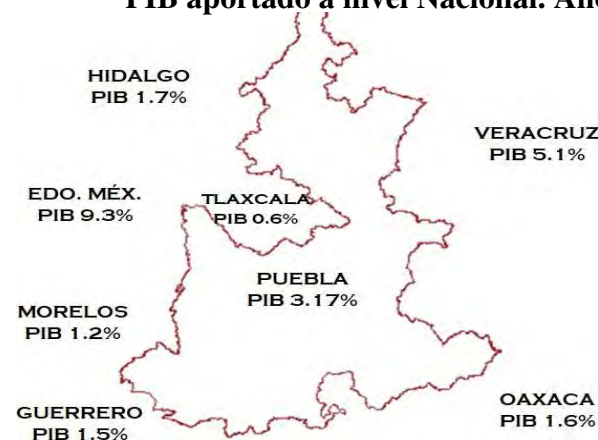 PIB aportado a nivel Nacional.
HIDALGO
PIB 1.7%
VERACRUZ
PIB 5.1%
EDO. MÉX.
PIB 9.3%
TLAXCALA
PIB 0.6%
PUEBLA
PIB 3.17%
MORELOS
PIB 1.2%
OAXACA
PIB 1.6%
GUERRERO
PIB 1.5%